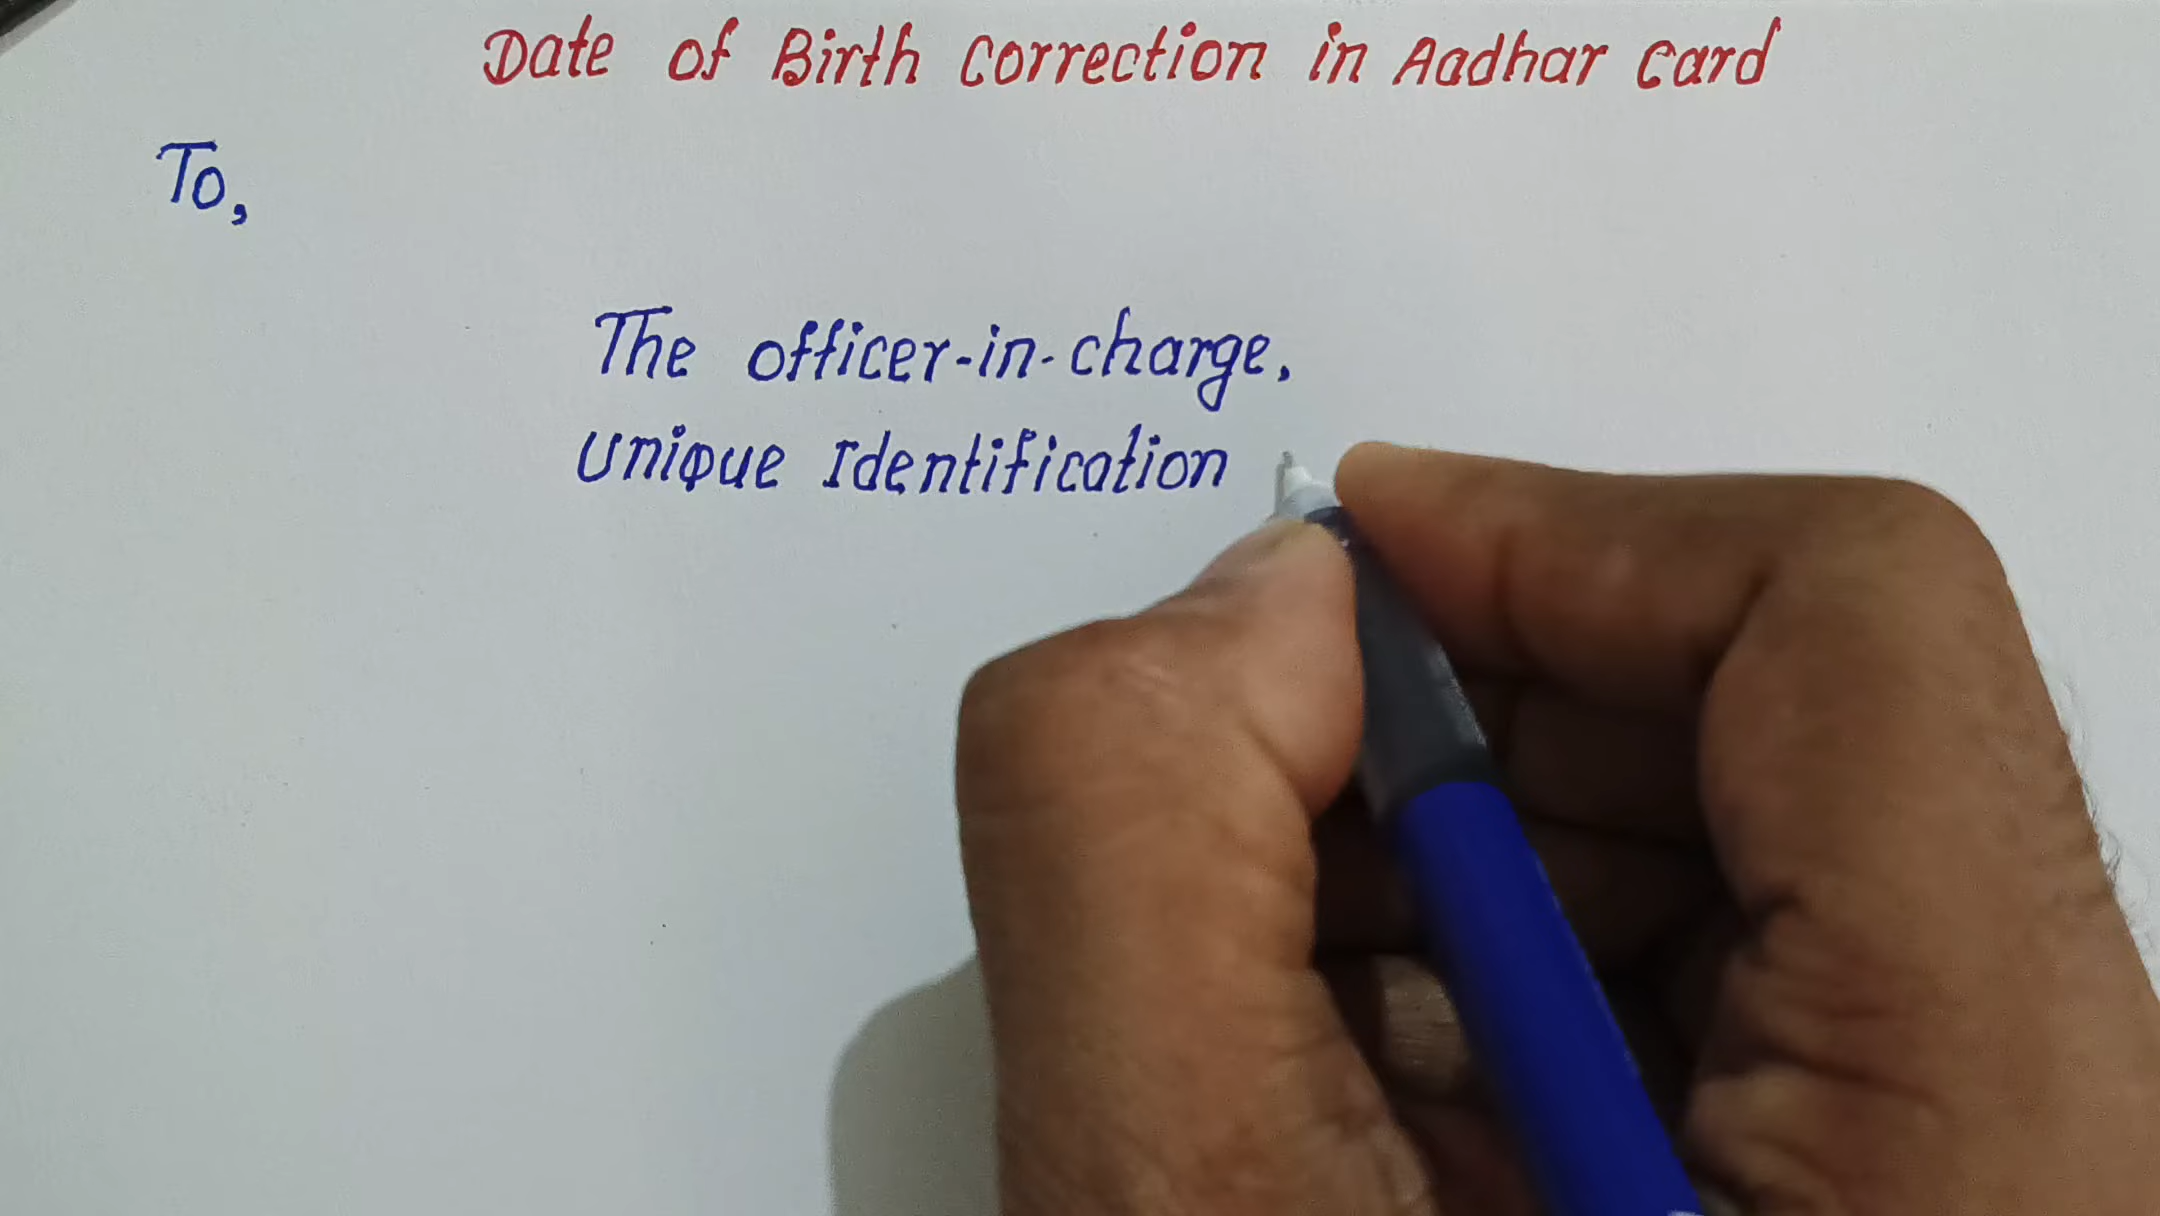 Date of Birth Correction in Aadhar Card
To,
The officer-in-charge,
Unique Identification